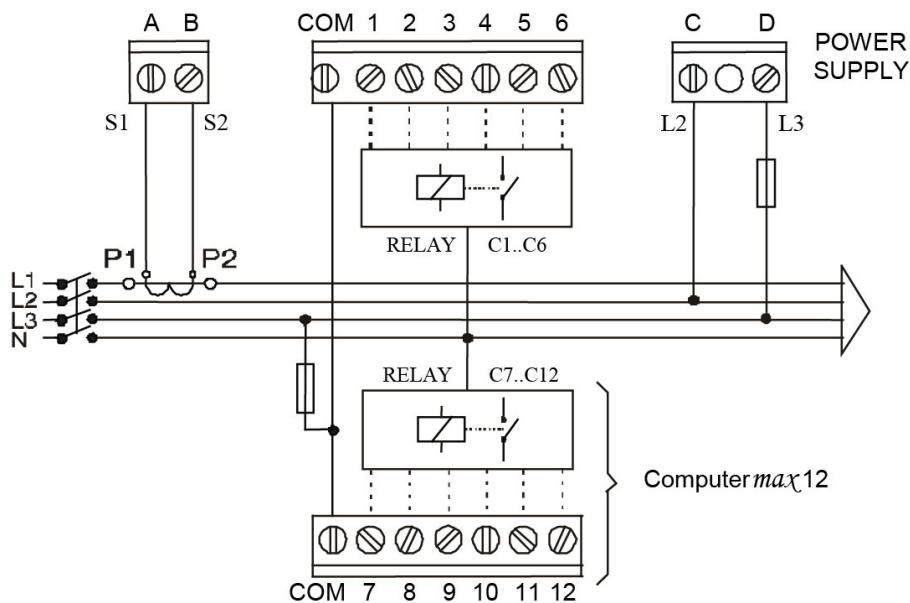 A B COM 1 2 3 4 5 6 C D
POWER
SUPPLY
S1 S2 L2 L3
RELAY C1..C6
P1 P2
L1
L2
L3
N
RELAY C7..C12
Computer max 12
COM 7 8 9 10 11 12